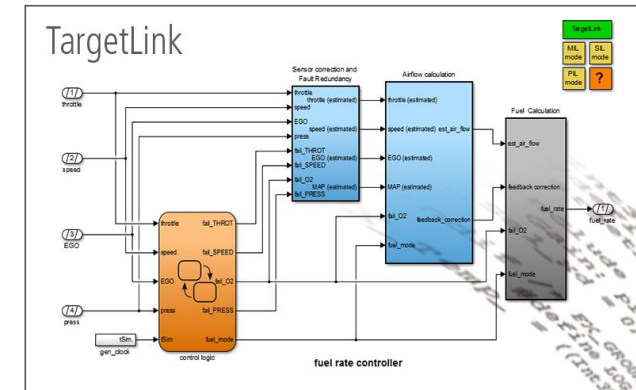 TargetLink
TargetLink
MIL mode
SIL mode
PIL mode
?
Sensor correction and
Fault Redundancy
throttle
speed
EGO
press
fail_THROT
fail_SPEED
fail_O2
fail_PRESS
throttle (estimated)
speed (estimated)
EGO (estimated)
MAP (estimated)
Airflow calculation
throttle (estimated)
speed (estimated)
EGO (estimated)
MAP (estimated)
fail_O2
fuel_mode
est_air_flow
feedback_correction
Fuel Calculation
est_air_flow
feedback correction
fail_O2
fuel_mode
fuel_rate
/1/
fuel_rate
/1/
throttle
/2/
speed
/3/
EGO
/4/
press
tSim.
gen_clock
throttle
speed
EGO
press
tSim
fail_THROT
fail_SPEED
fail_O2
fail_PRESS
fuel_mode
control logic
fuel rate controller